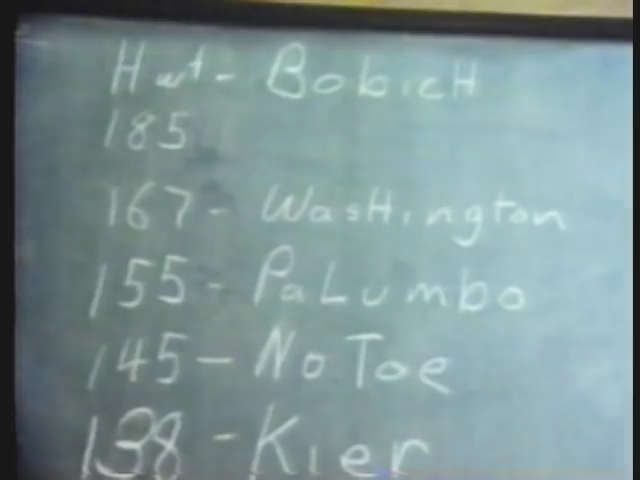 Hwt - BobicH
185
167 - WasHington
155 - PaLumbo
145 - NoToe
138 - Kier